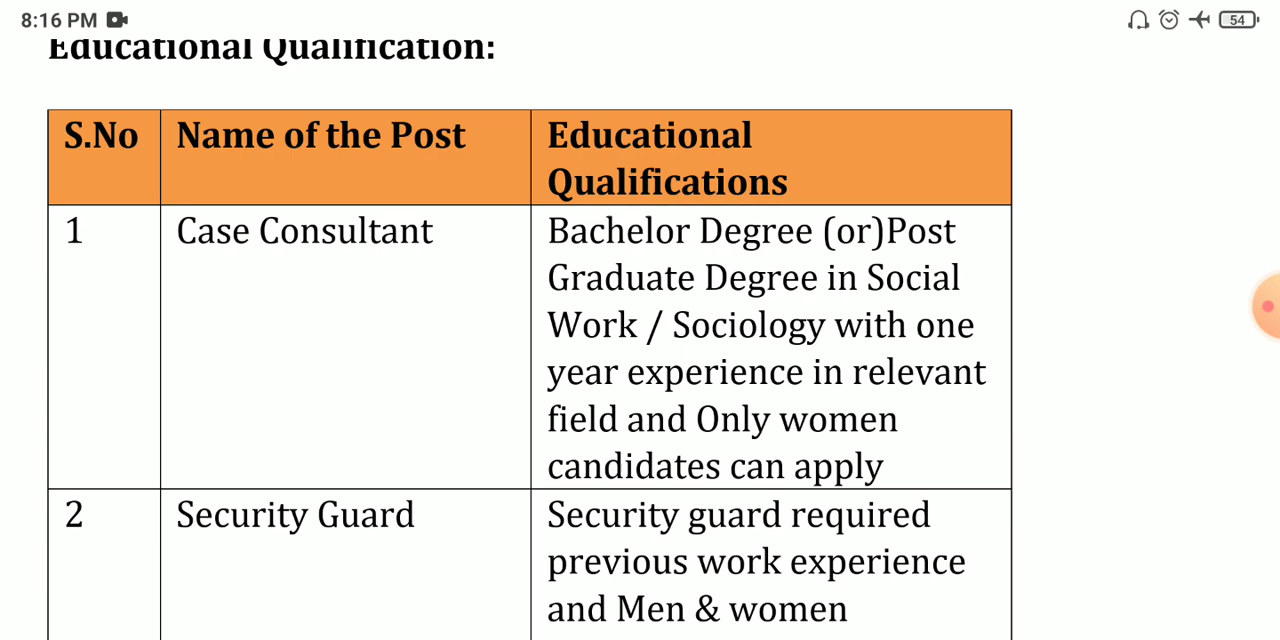 8:16 PM
54
Educational Qualification:
S.No Name of the Post Educational
Qualifications
1 Case Consultant Bachelor Degree (or)Post
Graduate Degree in Social
Work / Sociology with one
year experience in relevant
field and Only women
candidates can apply
2 Security Guard Security guard required
previous work experience
and Men & women